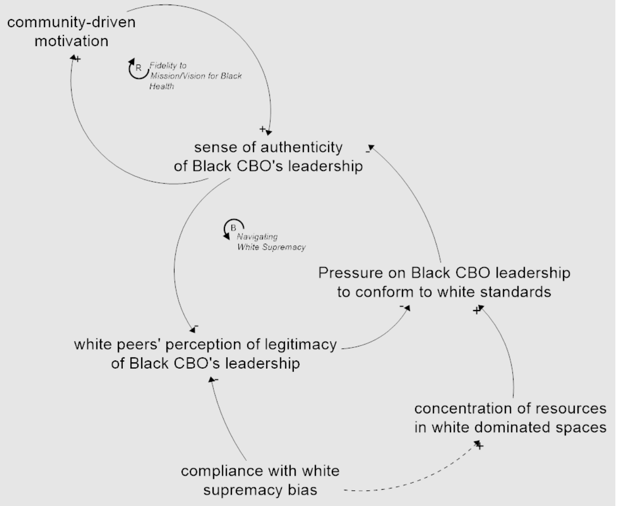 community-driven
motivation
+
R
Fidelity to
Mission/Vision for Black
Health
+
sense of authenticity
of Black CBO's leadership
-
B
Navigating
White Supremacy
Pressure on Black CBO leadership
to conform to white standards
-
-
+
white peers' perception of legitimacy
of Black CBO's leadership
-
concentration of resources
in white dominated spaces
+
compliance with white
supremacy bias